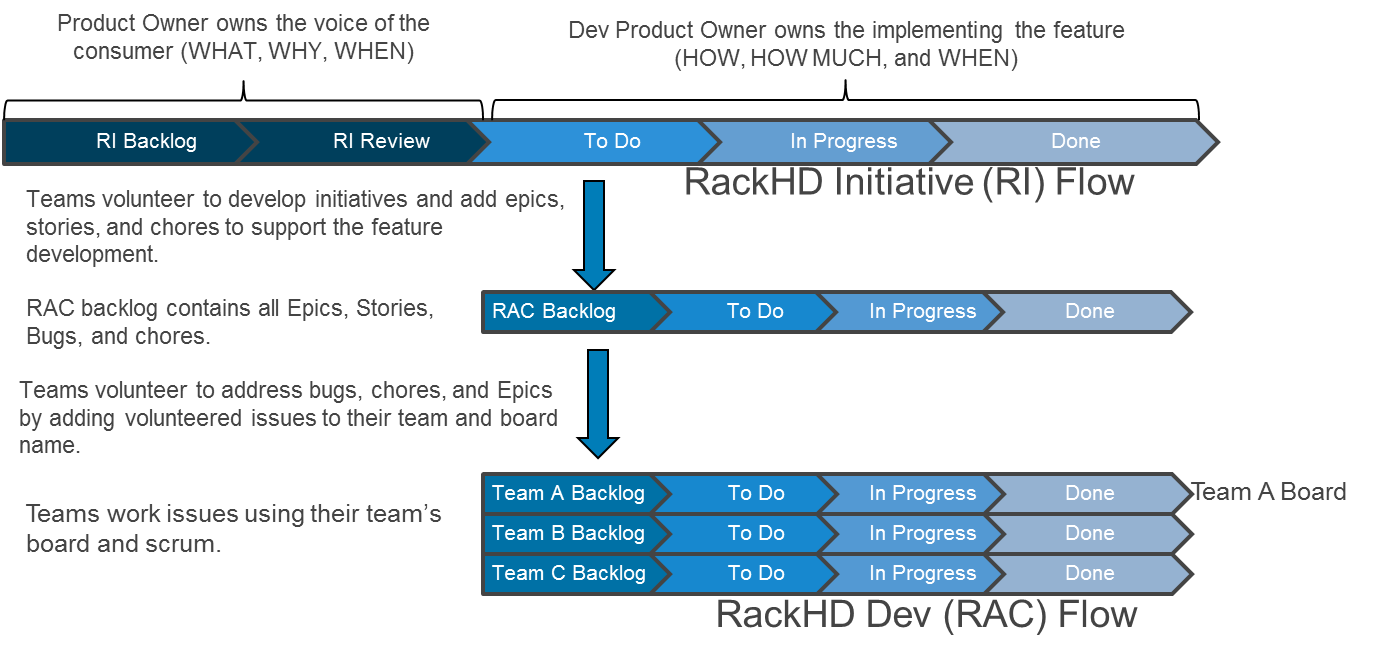 Product Owner owns the voice of the
consumer (WHAT, WHY, WHEN)
Dev Product Owner owns the implementing the feature
(HOW, HOW MUCH, and WHEN)
RI Backlog
RI Review
To Do
In Progress
Done
RackHD Initiative (RI) Flow
Teams volunteer to develop initiatives and add epics,
stories, and chores to support the feature
development.
RAC backlog contains all Epics, Stories,
Bugs, and chores.
RAC Backlog
To Do
In Progress
Done
Teams volunteer to address bugs, chores, and Epics
by adding volunteered issues to their team and board
name.
Teams work issues using their team’s
board and scrum.
Team A Backlog
To Do
In Progress
Done
Team A Board
Team B Backlog
To Do
In Progress
Done
Team C Backlog
To Do
In Progress
Done
RackHD Dev (RAC) Flow